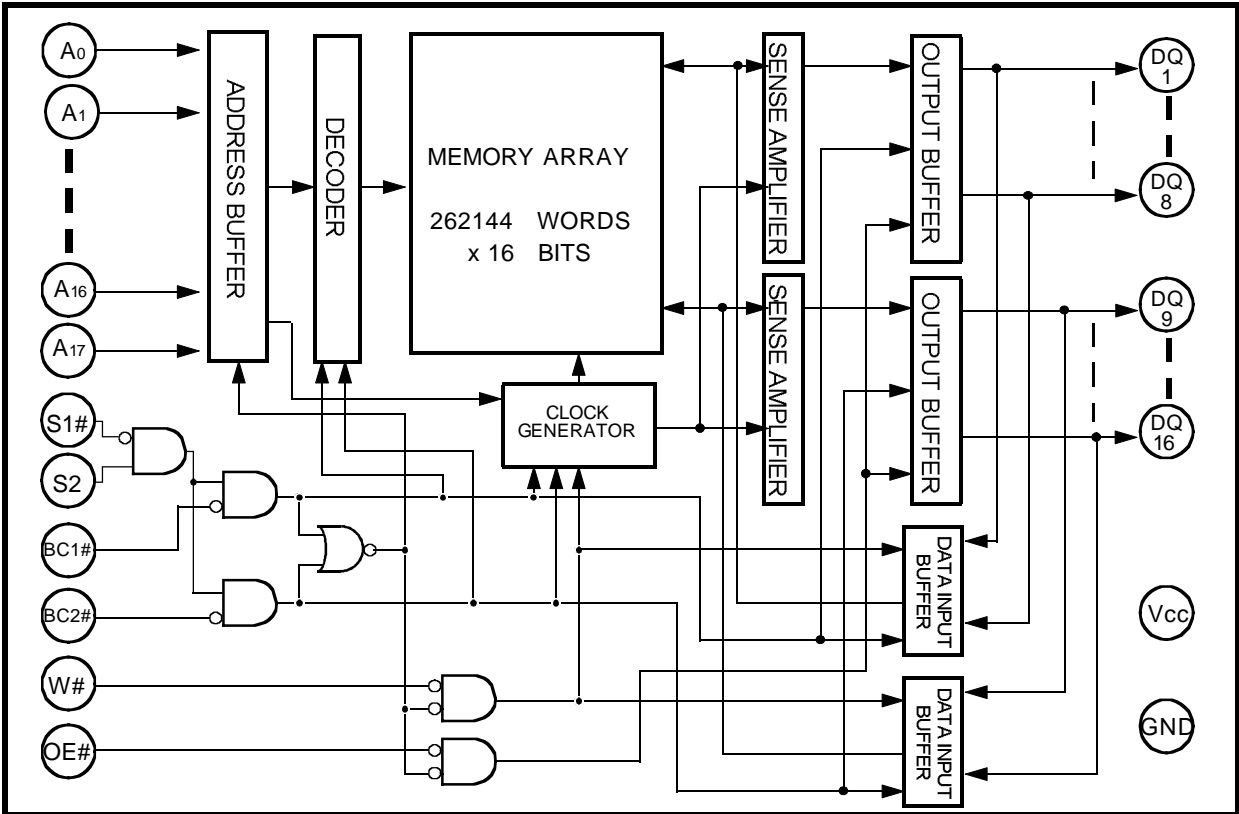 A0
A1
A16
A17
S1#
S2
BC1#
BC2#
W#
OE#
ADDRESS BUFFER
DECODER
MEMORY ARRAY
262144 WORDS
x 16 BITS
CLOCK
GENERATOR
SENSE AMPLIFIER
SENSE AMPLIFIER
OUTPUT BUFFER
OUTPUT BUFFER
DATA INPUT
BUFFER
DATA INPUT
BUFFER
DQ
1
DQ
8
DQ
9
DQ
16
Vcc
GND